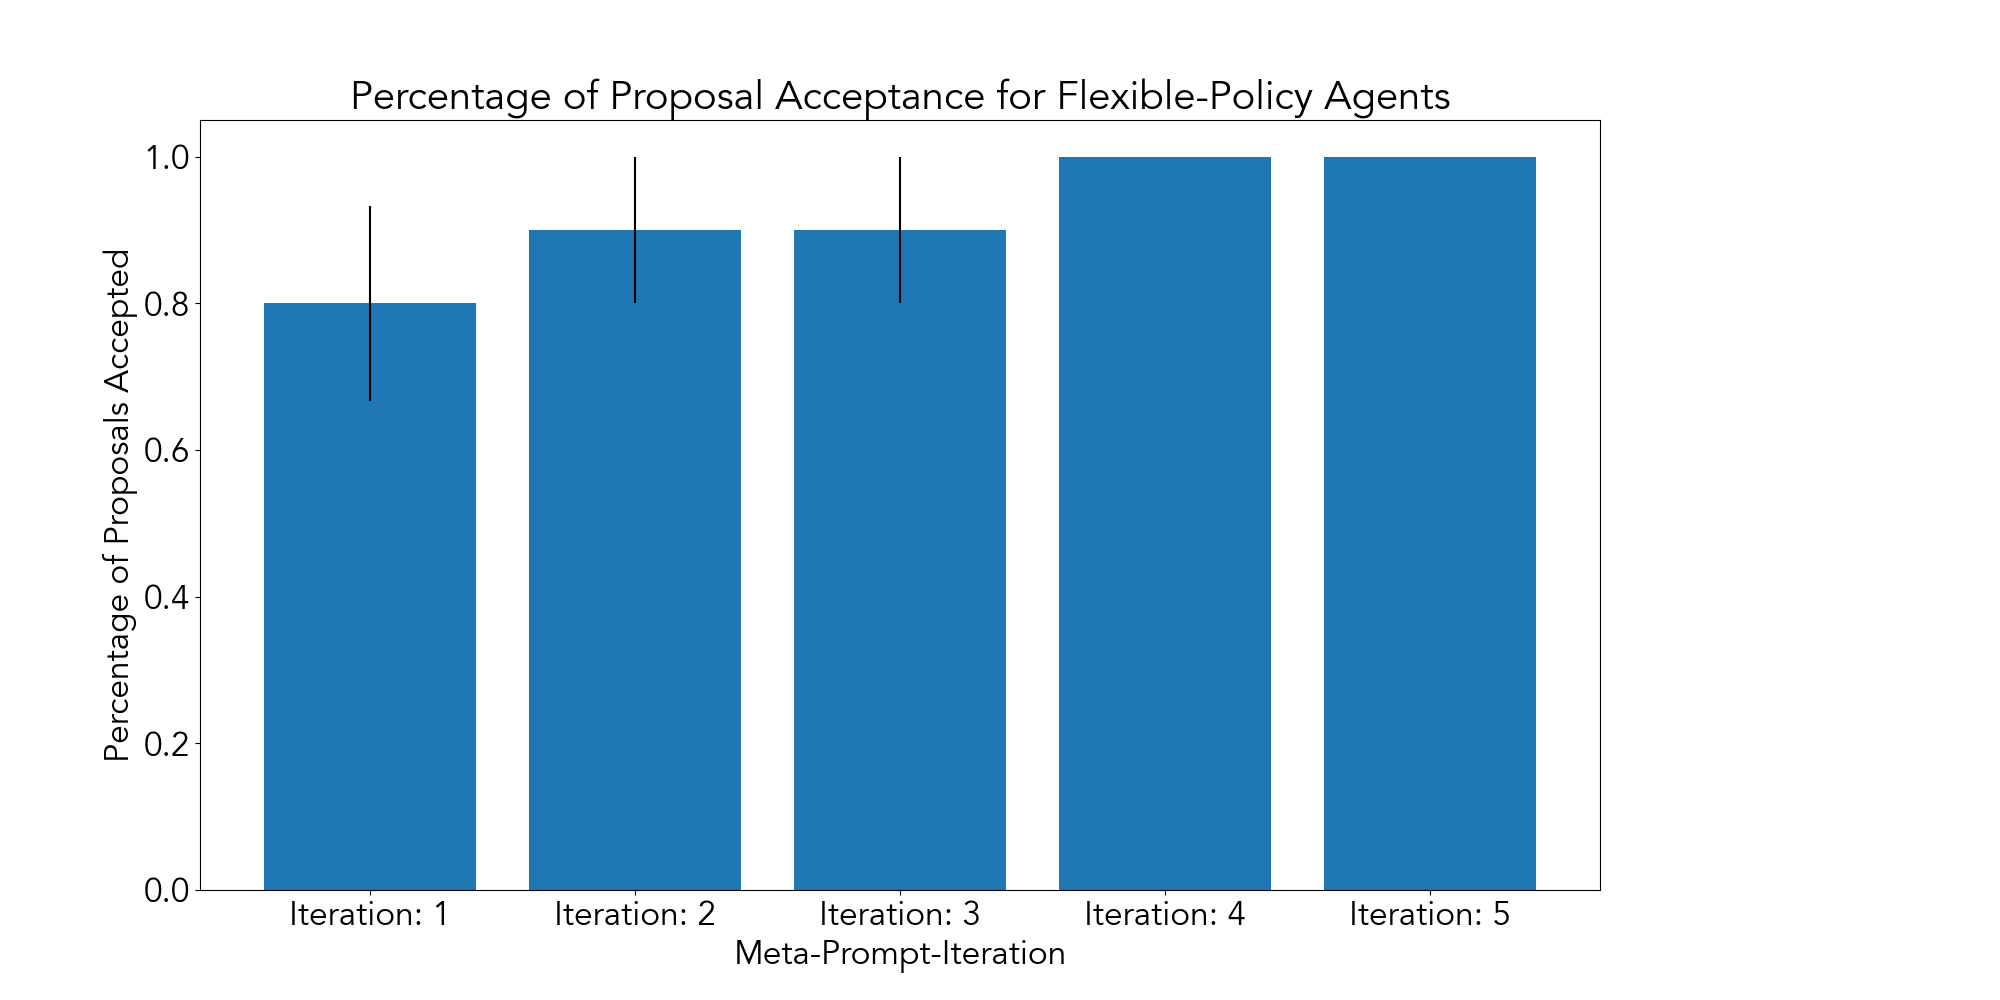 Percentage of Proposal Acceptance for Flexible-Policy Agents
Percentage of Proposals Accepted
1.0
0.8
0.6
0.4
0.2
0.0
Iteration: 1
Iteration: 2
Iteration: 3
Iteration: 4
Iteration: 5
Meta-Prompt-Iteration